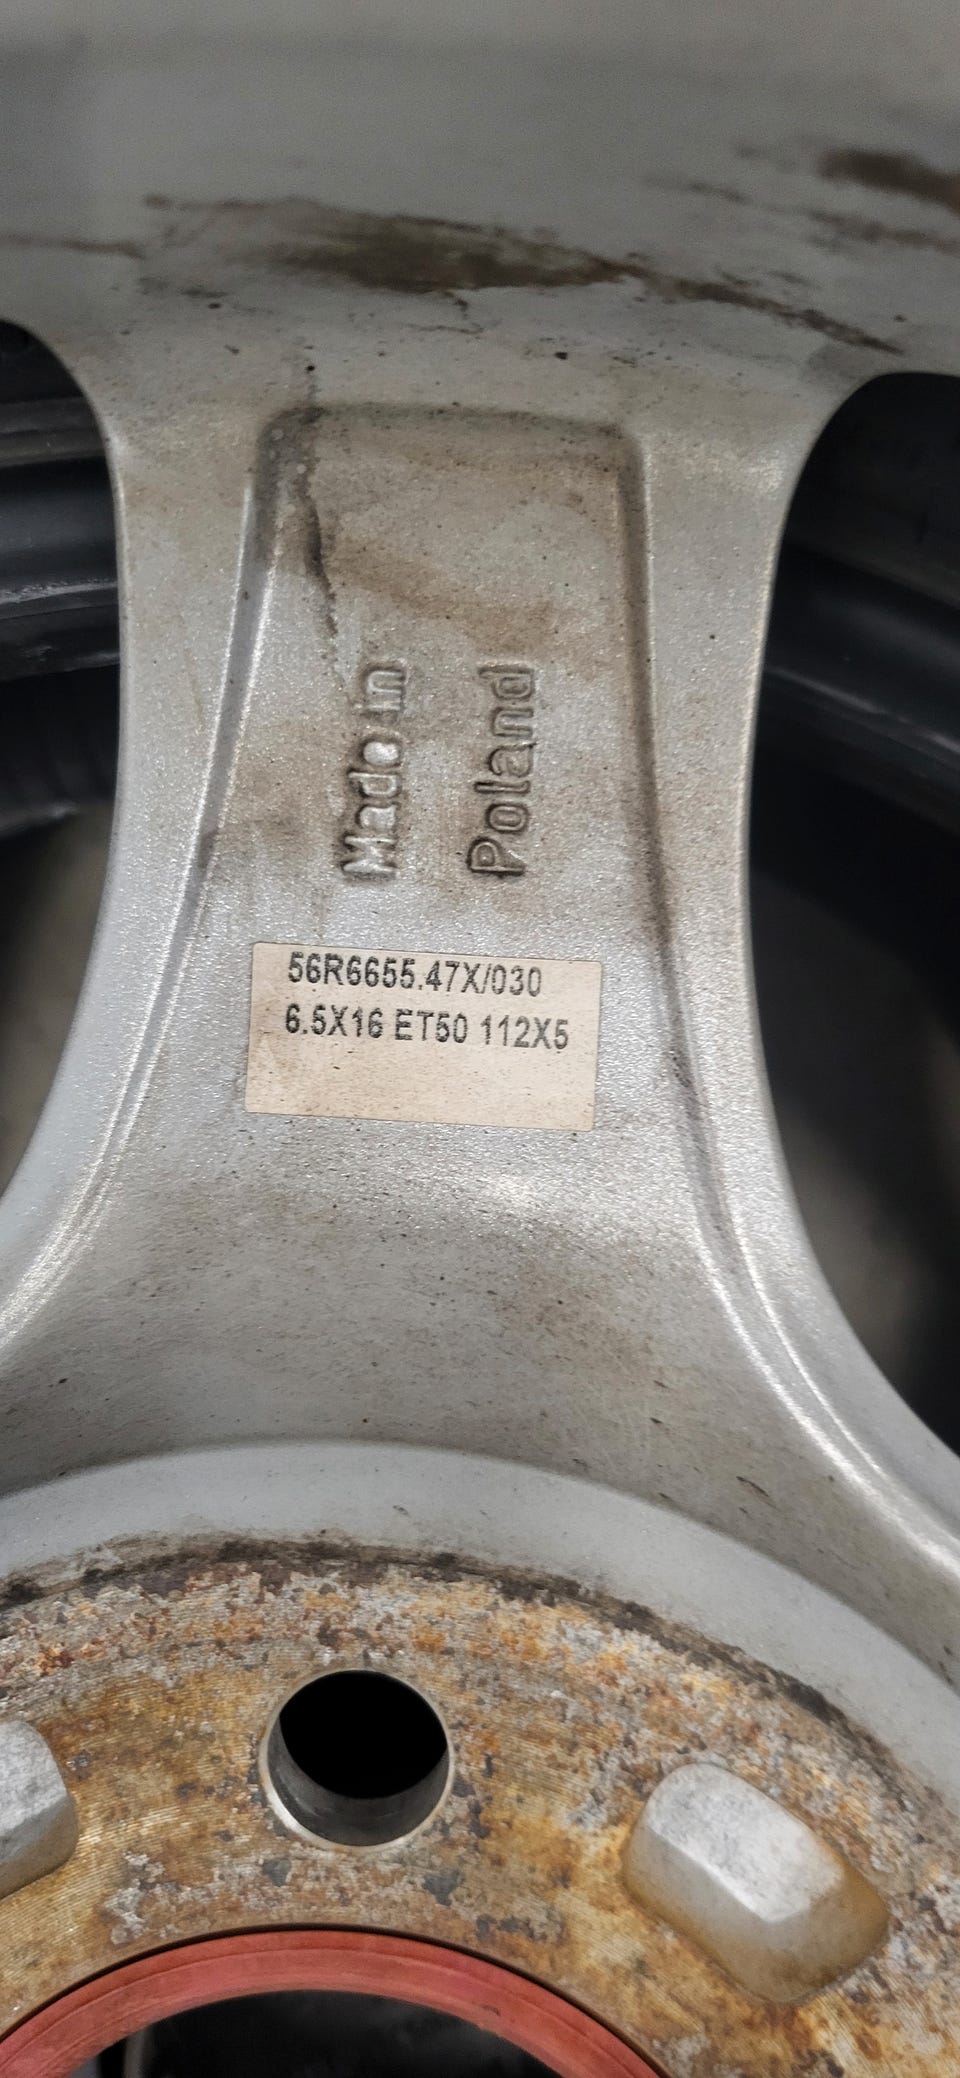 Made in
Poland
56R6655.47X/030
6.5X16 ET50 112X5